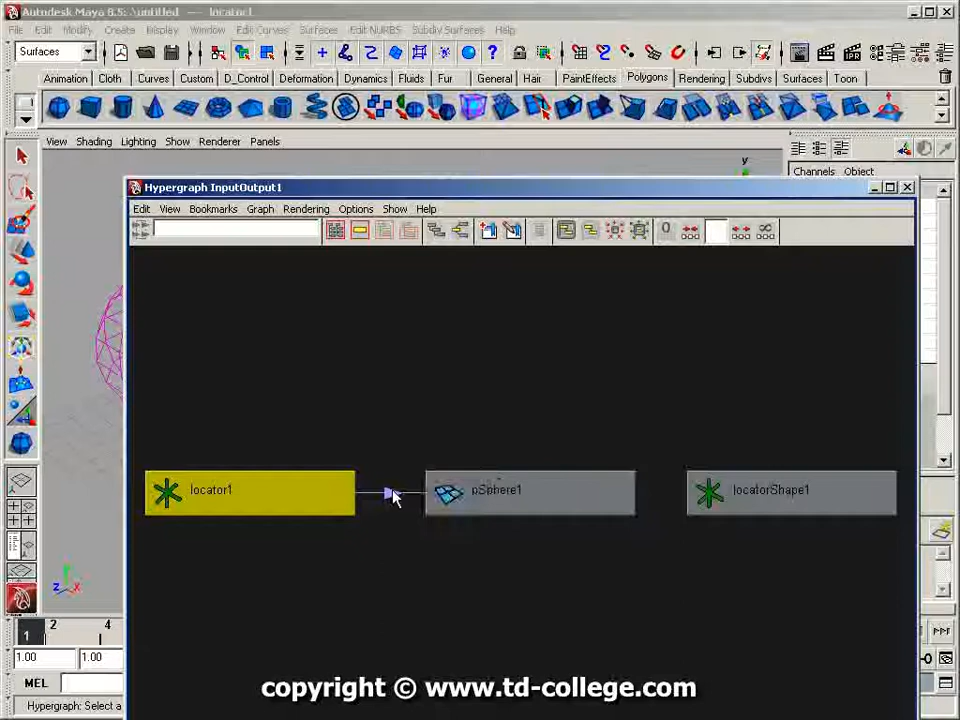 Autodesk Maya 8.5: \untitled --- locator1
File Edit Modify Create Display Window Edit Curves Surfaces Edit NURBS Subdiv Surfaces Help
Surfaces
Animation Cloth Curves Custom D_Control Deformation Dynamics Fluids Fur General Hair PaintEffects Polygons Rendering Subdivs Surfaces Toon
View Shading Lighting Show Renderer Panels
Channels Object
y
Hypergraph InputOutput1
Edit View Bookmarks Graph Rendering Options Show Help
locator1
pSphere1
locatorShape1
y
z x
1 2 4
1.00 1.00
MEL
Hypergraph: Select a
copyright © www.td-college.com